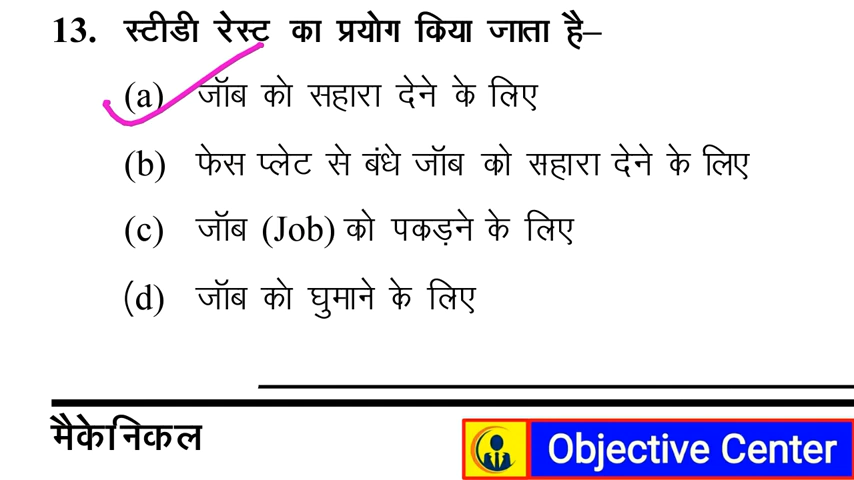 13. स्टीडी रेस्ट का प्रयोग किया जाता है–
(a) जॉब को सहारा देने के लिए
(b) फेस प्लेट से बंधे जॉब को सहारा देने के लिए
(c) जॉब (Job) को पकड़ने के लिए
(d) जॉब को घुमाने के लिए
मैकेनिकल
Objective Center